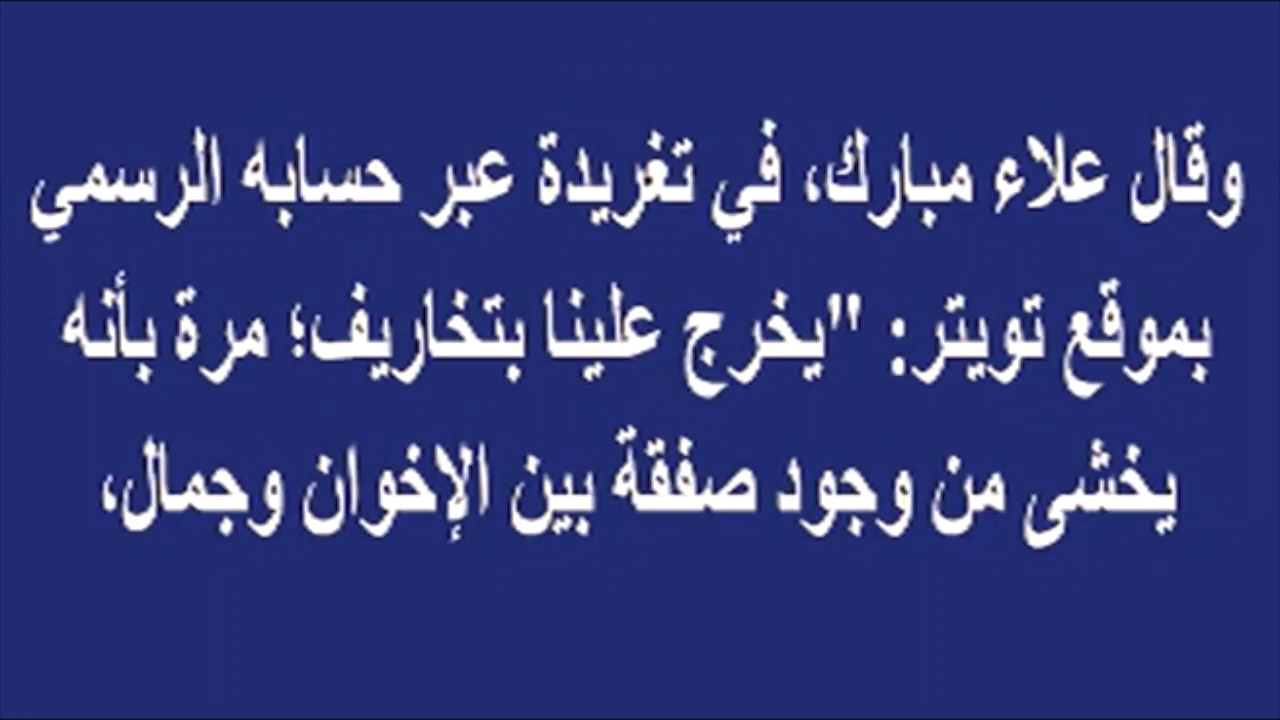 وقال علاء مبارك، في تغريدة عبر حسابه الرسمي
بموقع تويتر: "يخرج علينا بتخاريف؛ مرة بأنه
يخشى من وجود صفقة بين الإخوان وجمال،